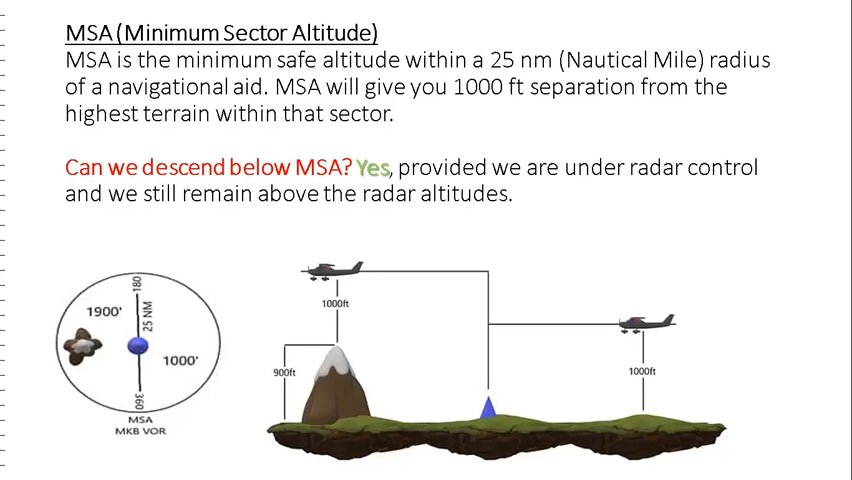 MSA (Minimum Sector Altitude)
MSA is the minimum safe altitude within a 25 nm (Nautical Mile) radius
of a navigational aid. MSA will give you 1000 ft separation from the
highest terrain within that sector.
Can we descend below MSA? Yes, provided we are under radar control
and we still remain above the radar altitudes.
180
1900'
25 NM
1000'
360
MSA
MKB VOR
1000ft
900ft
1000ft